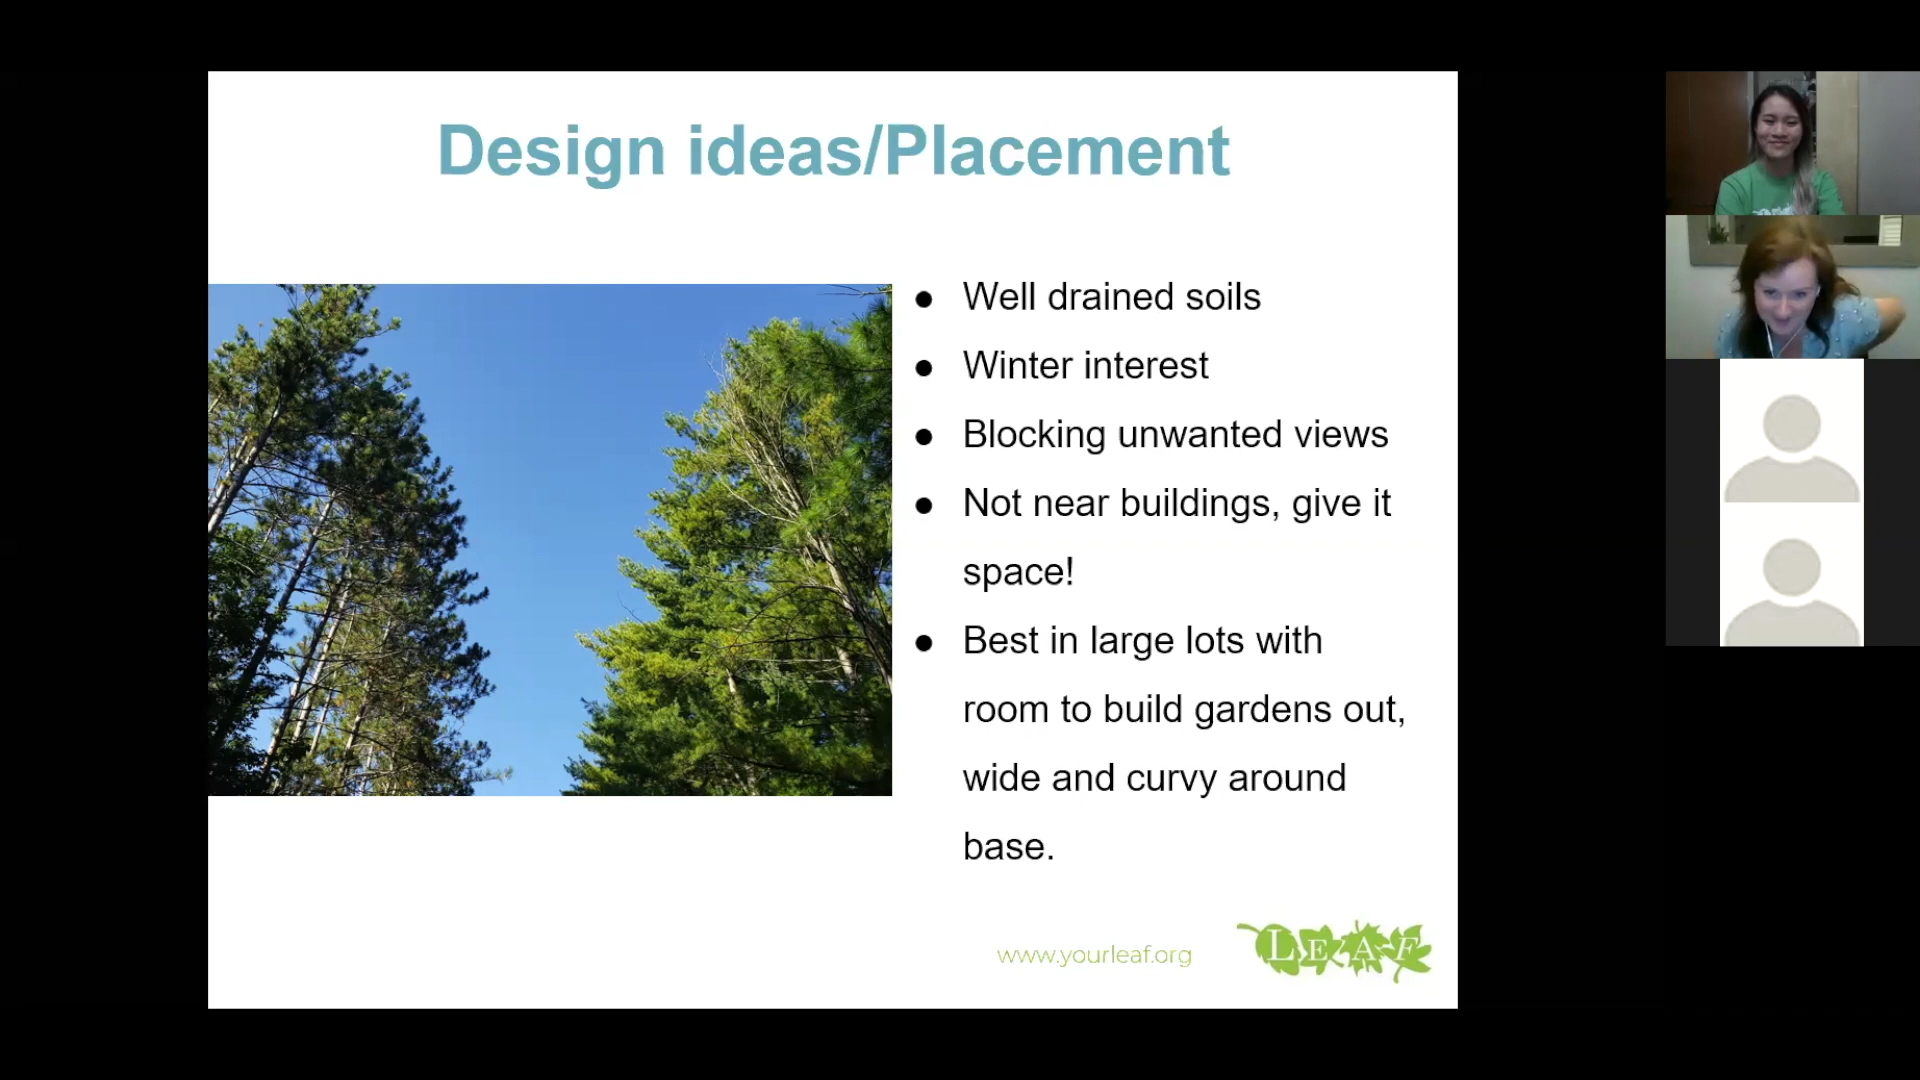 Design ideas/Placement
● Well drained soils
● Winter interest
● Blocking unwanted views
● Not near buildings, give it
space!
● Best in large lots with
room to build gardens out,
wide and curvy around
base.
www.yourleaf.org
LEAF